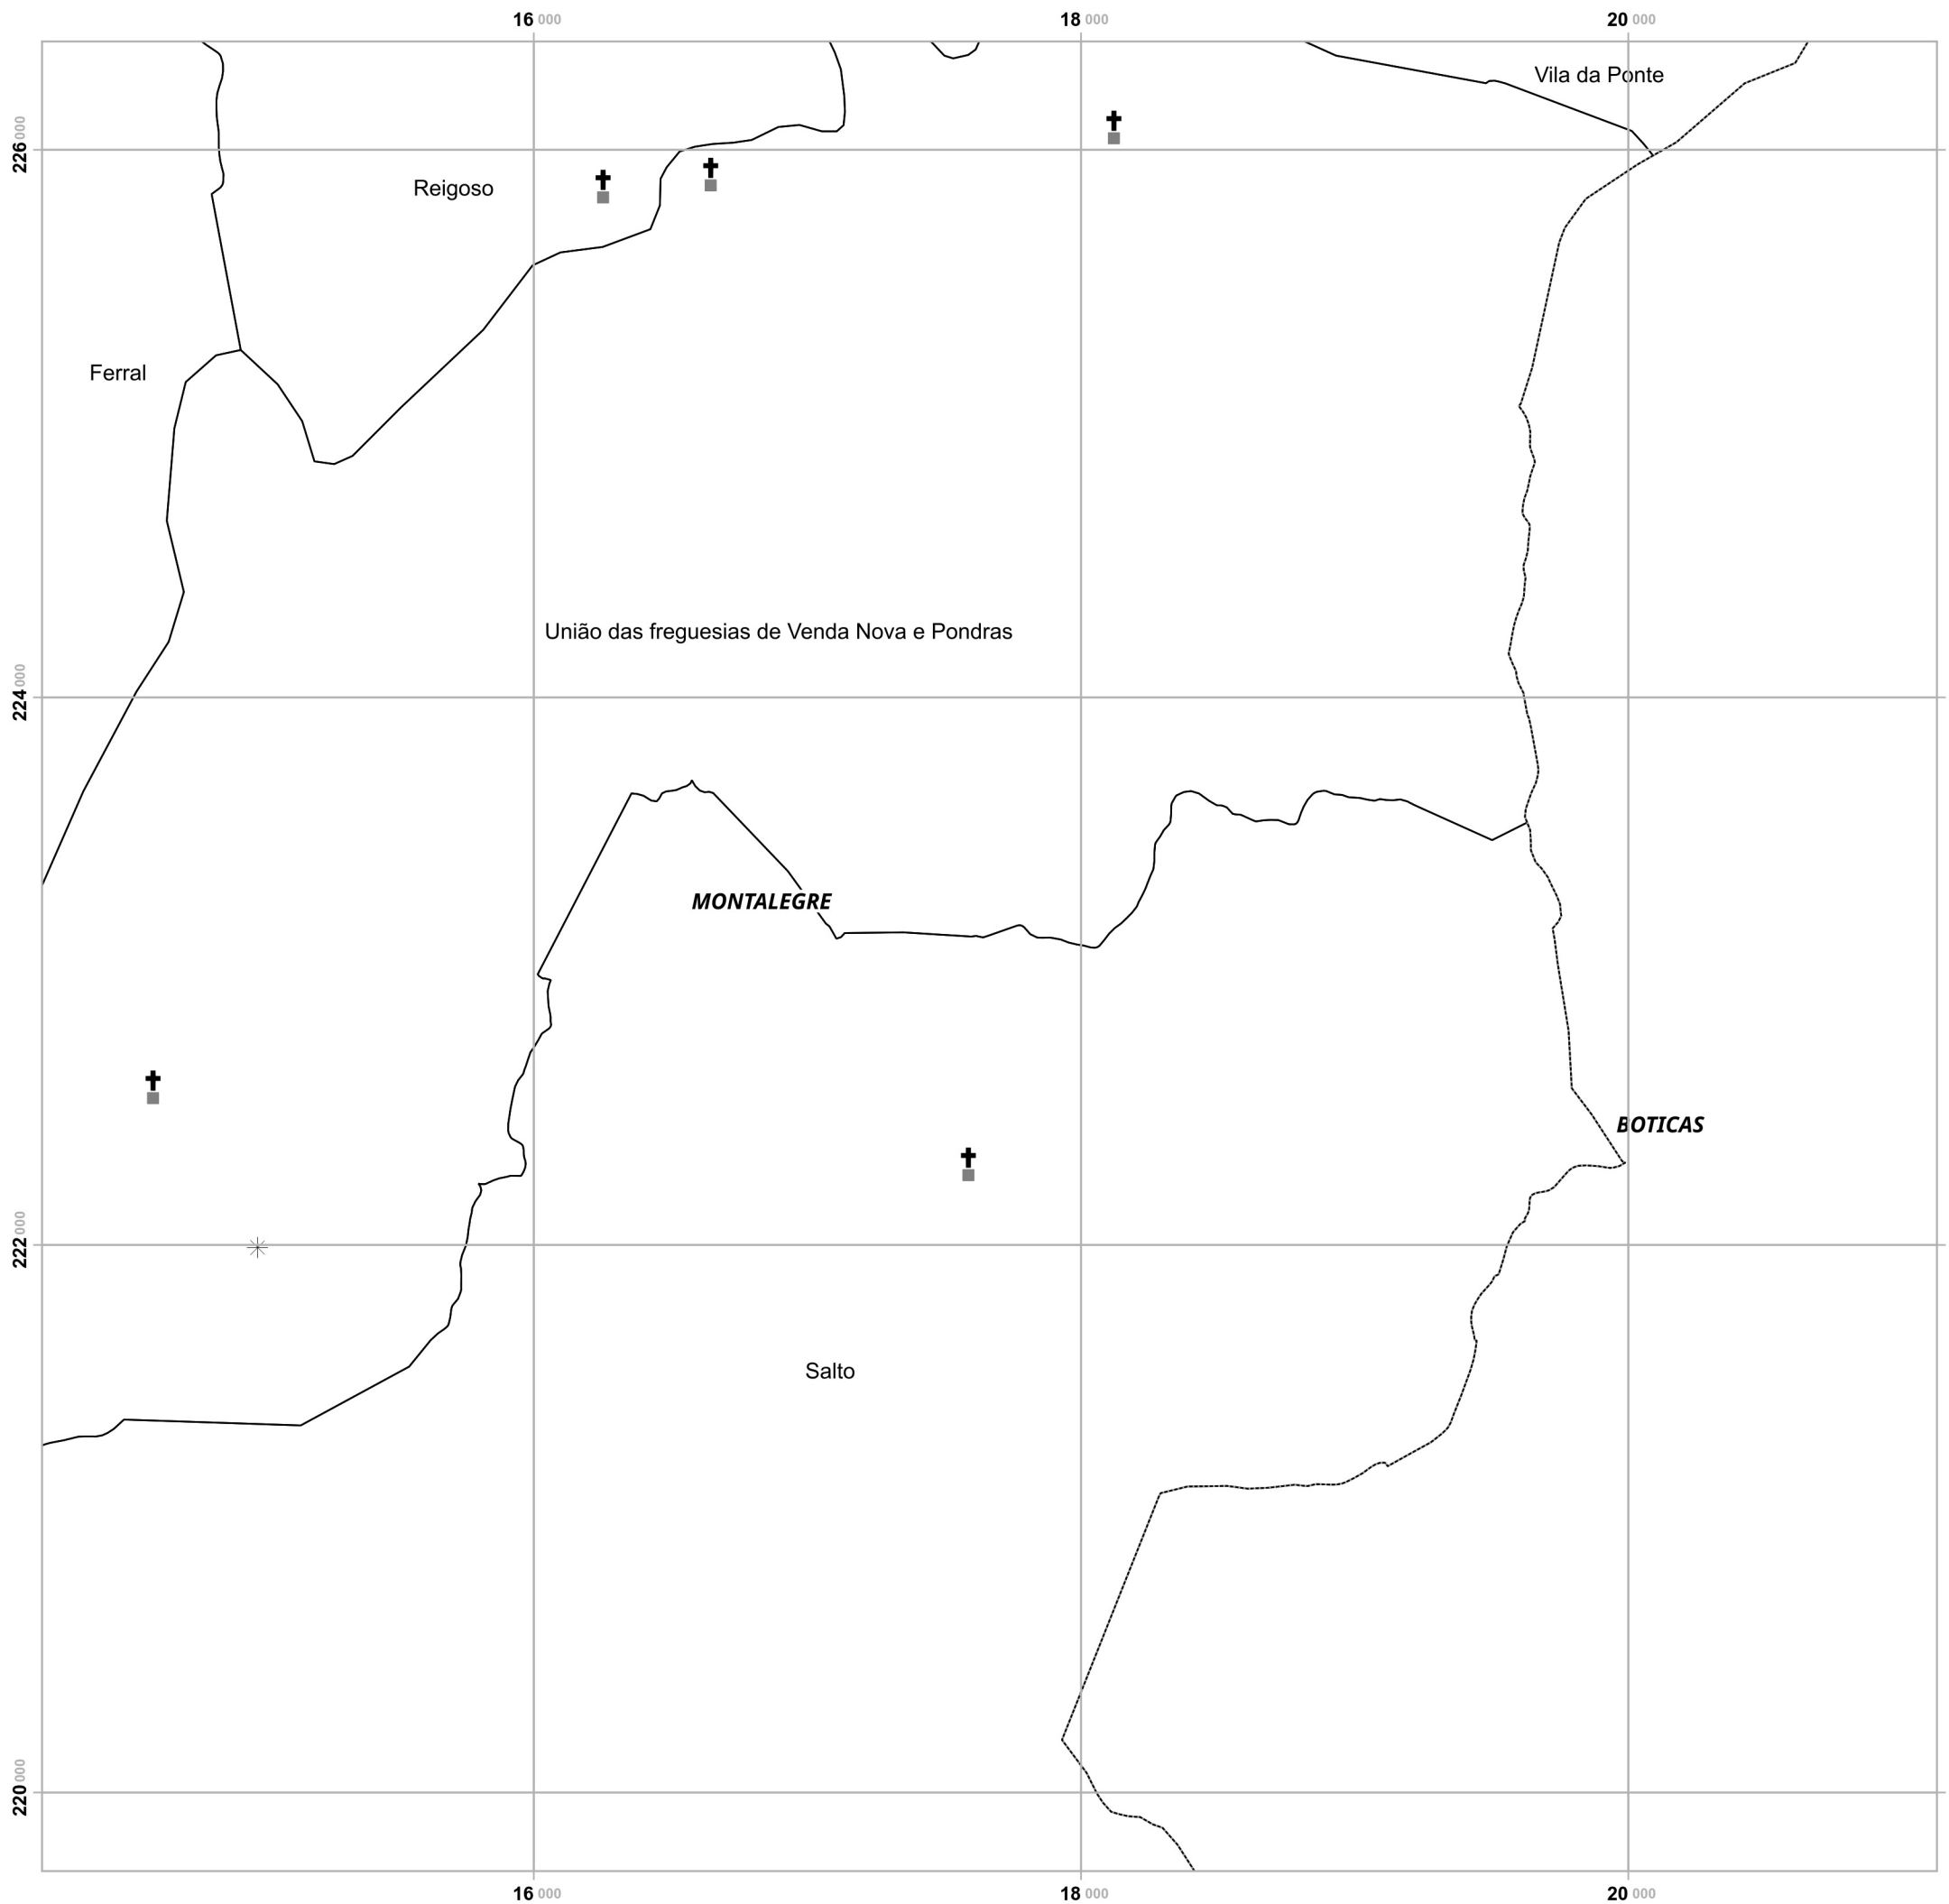 16 000
18 000
20 000
Vila da Ponte
226 000
Reigoso
Ferral
União das freguesias de Venda Nova e Pondras
224 000
MONTALEGRE
BOTICAS
222 000
Salto
220 000
16 000
18 000
20 000